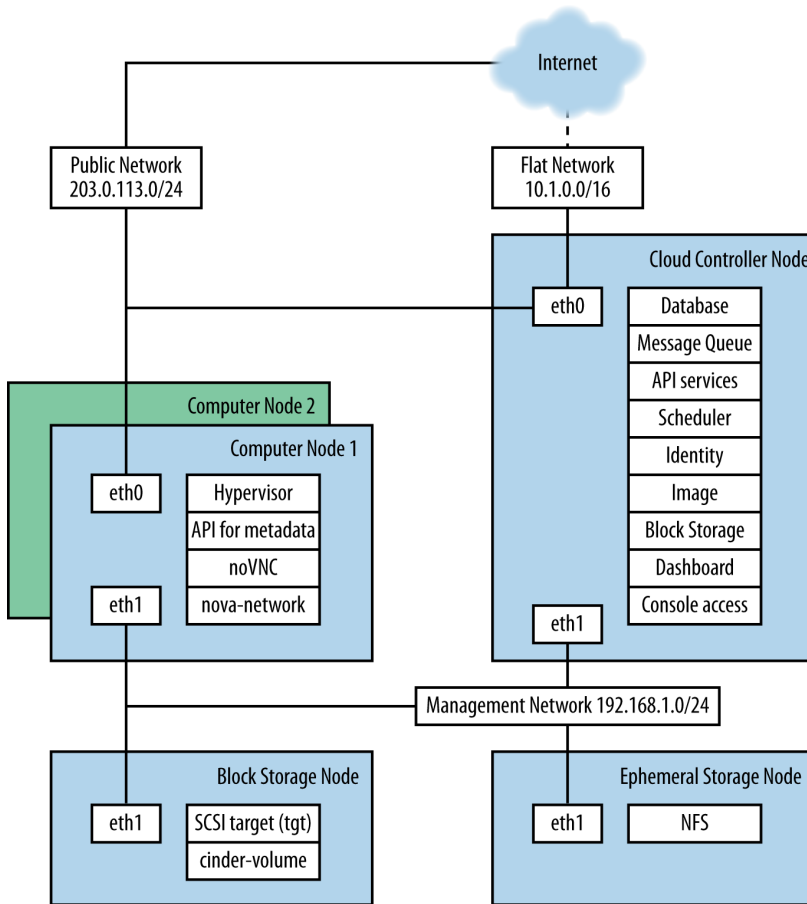 Internet
Public Network
203.0.113.0/24
Flat Network
10.1.0.0/16
Cloud Controller Node
eth0
Database
Message Queue
API services
Scheduler
Identity
Image
Block Storage
Dashboard
Console access
eth1
Computer Node 2
Computer Node 1
eth0
Hypervisor
API for metadata
noVNC
nova-network
eth1
Management Network 192.168.1.0/24
Block Storage Node
eth1
SCSI target (tgt)
cinder-volume
Ephemeral Storage Node
eth1
NFS